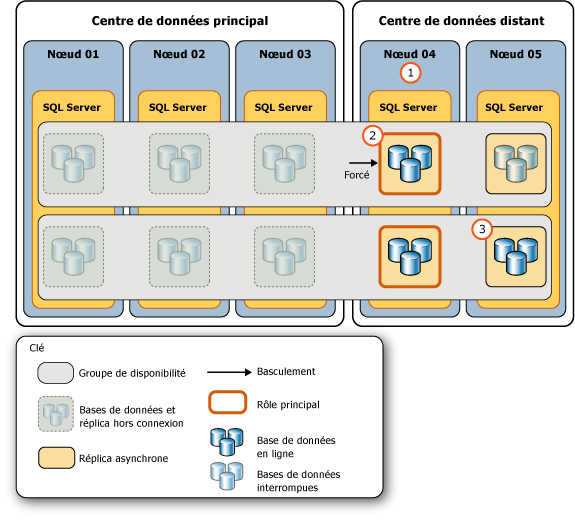 Centre de données principal
Centre de données distant
Nœud 01
Nœud 02
Nœud 03
Nœud 04
Nœud 05
1
SQL Server
SQL Server
SQL Server
SQL Server
SQL Server
2
Forcé
3
Clé
Groupe de disponibilité
Bases de données et
réplica hors connexion
Réplica asynchrone
Basculement
Rôle principal
Base de données
en ligne
Bases de données
interrompues